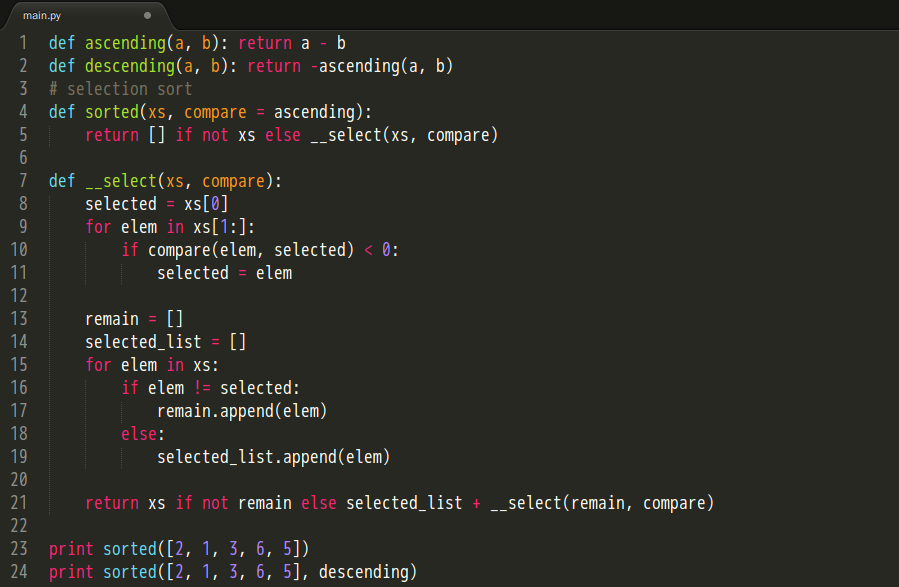 main.py
1 def ascending(a, b): return a - b
2 def descending(a, b): return -ascending(a, b)
3 # selection sort
4 def sorted(xs, compare = ascending):
5     return [] if not xs else __select(xs, compare)
6
7 def __select(xs, compare):
8     selected = xs[0]
9     for elem in xs[1:]:
10         if compare(elem, selected) < 0:
11             selected = elem
12
13     remain = []
14     selected_list = []
15     for elem in xs:
16         if elem != selected:
17             remain.append(elem)
18         else:
19             selected_list.append(elem)
20
21     return xs if not remain else selected_list + __select(remain, compare)
22
23 print sorted([2, 1, 3, 6, 5])
24 print sorted([2, 1, 3, 6, 5], descending)